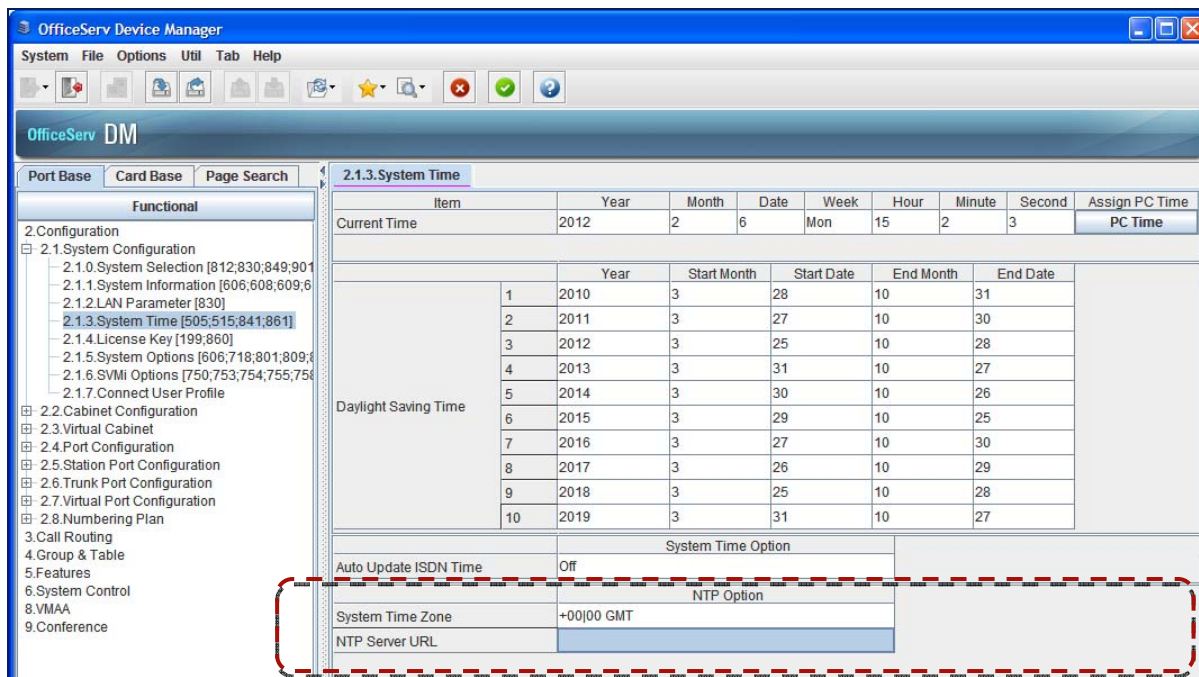 OfficeServ Device Manager
System File Options Util Tab Help
OfficeServ DM
Port Base Card Base Page Search
Functional
2.Configuration
2.1.System Configuration
2.1.0.System Selection [812;830;849;901
2.1.1.System Information [606;608;609;6
2.1.2.LAN Parameter [830]
2.1.3.System Time [505;515;841;861]
2.1.4.License Key [199;860]
2.1.5.System Options [606;718;801;809;8
2.1.6.SVMi Options [750;753;754;755;758
2.1.7.Connect User Profile
2.2.Cabinet Configuration
2.3.Virtual Cabinet
2.4.Port Configuration
2.5.Station Port Configuration
2.6.Trunk Port Configuration
2.7.Virtual Port Configuration
2.8.Numbering Plan
3.Call Routing
4.Group & Table
5.Features
6.System Control
8.VMAA
9.Conference
2.1.3.System Time
Item Year Month Date Week Hour Minute Second Assign PC Time
Current Time 2012 2 6 Mon 15 2 3 PC Time
Year Start Month Start Date End Month End Date
Daylight Saving Time
1 2010 3 28 10 31
2 2011 3 27 10 30
3 2012 3 25 10 28
4 2013 3 31 10 27
5 2014 3 30 10 26
6 2015 3 29 10 25
7 2016 3 27 10 30
8 2017 3 26 10 29
9 2018 3 25 10 28
10 2019 3 31 10 27
System Time Option
Auto Update ISDN Time Off
NTP Option
System Time Zone +00|00 GMT
NTP Server URL